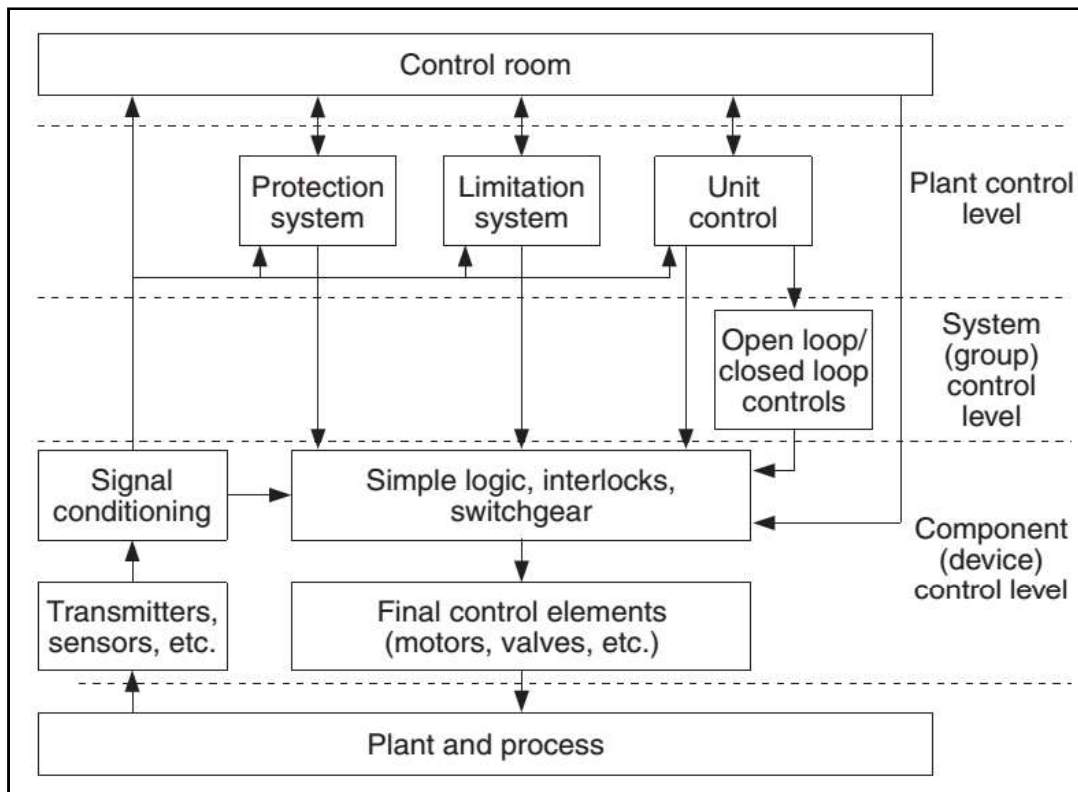 Control room
Protection
system
Limitation
system
Unit
control
Plant control
level
Open loop/
closed loop
controls
System
(group)
control
level
Signal
conditioning
Simple logic, interlocks,
switchgear
Component
(device)
control level
Transmitters,
sensors, etc.
Final control elements
(motors, valves, etc.)
Plant and process